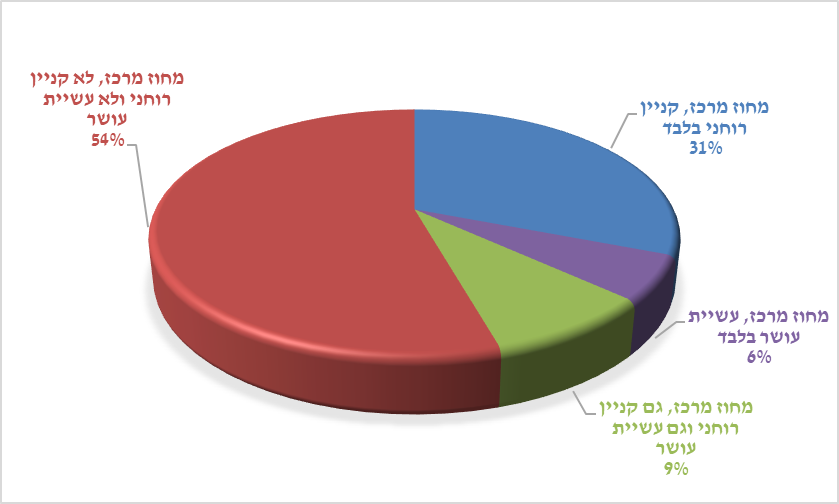 מחוז מרכז, לא קניין
רוחני ולא עשיית
עושר
54%
מחוז מרכז, קניין
רוחני בלבד
31%
מחוז מרכז, עשיית
עושר בלבד
6%
מחוז מרכז, גם קניין
רוחני וגם עשיית
עושר
9%